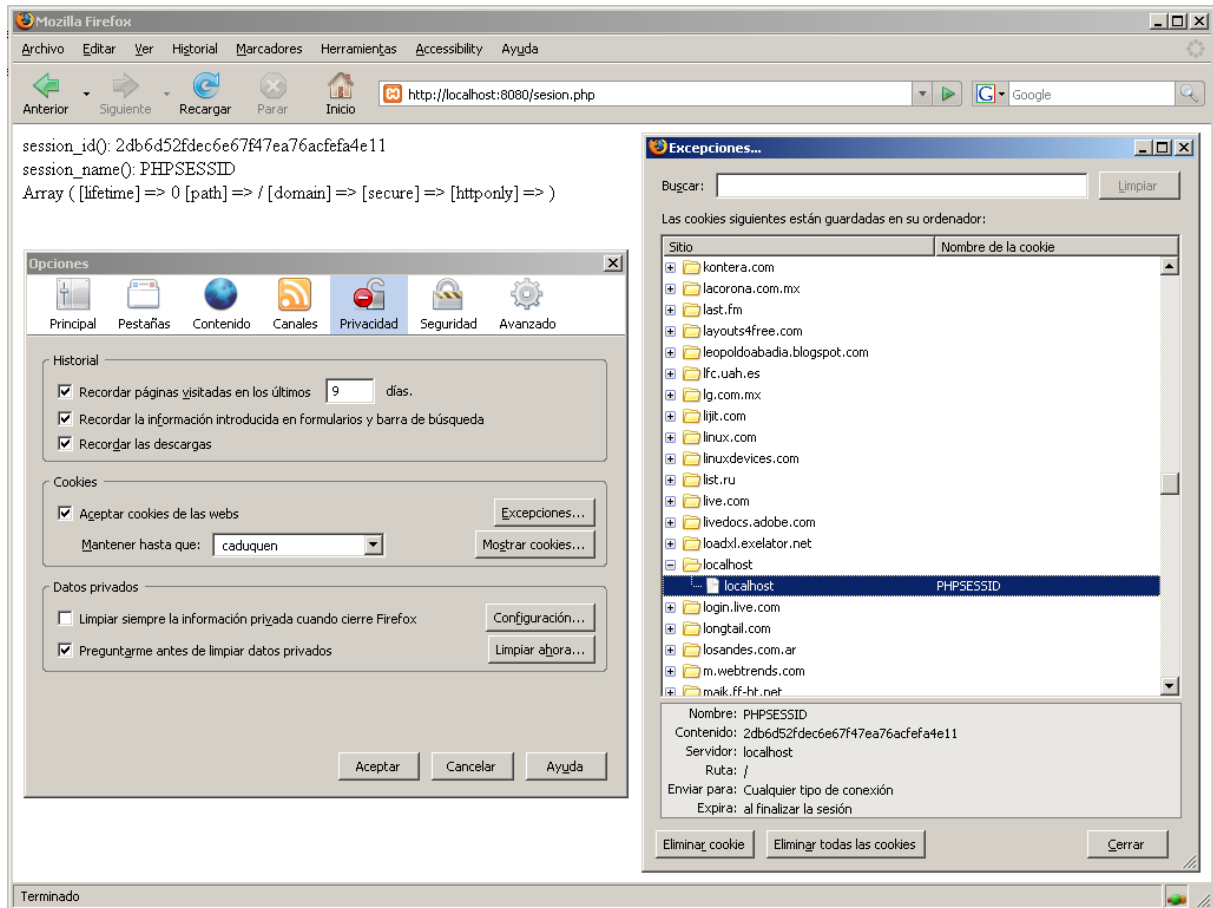 Mozilla Firefox
Archivo Editar Ver Historial Marcadores Herramientas Accessibility Ayuda
Anterior Siguiente Recargar Parar Inicio http://localhost:8080/sesion.php G Google
session_id(): 2db6d52fdec6e67f47ea76acfefa4e11
session_name(): PHPSESSID
Array ( [lifetime] => 0 [path] => / [domain] => [secure] => [httponly] => )
Opciones
Principal Pestañas Contenido Canales Privacidad Seguridad Avanzado
Historial
Recordar páginas visitadas en los últimos 9 días.
Recordar la información introducida en formularios y barra de búsqueda
Recordar las descargas
Cookies
Aceptar cookies de las webs Excepciones...
Mantener hasta que: caduquen Mostrar cookies...
Datos privados
Limpiar siempre la información privada cuando cierre Firefox Configuración...
Preguntarme antes de limpiar datos privados Limpiar ahora...
Aceptar Cancelar Ayuda
Excepciones...
Buscar: Limpiar
Las cookies siguientes están guardadas en su ordenador:
Sitio Nombre de la cookie
kontera.com
lacorona.com.mx
last.fm
layouts4free.com
leopoldoabadia.blogspot.com
lfc.uah.es
lg.com.mx
lijit.com
linux.com
linuxdevices.com
list.ru
live.com
livedocs.adobe.com
loadxl.exelator.net
localhost
localhost PHPSESSID
login.live.com
longtail.com
losandes.com.ar
m.webtrends.com
maik.ff-bt.net
Nombre: PHPSESSID
Contenido: 2db6d52fdec6e67f47ea76acfefa4e11
Servidor: localhost
Ruta: /
Enviar para: Cualquier tipo de conexión
Expira: al finalizar la sesión
Eliminar cookie Eliminar todas las cookies Cerrar
Terminado